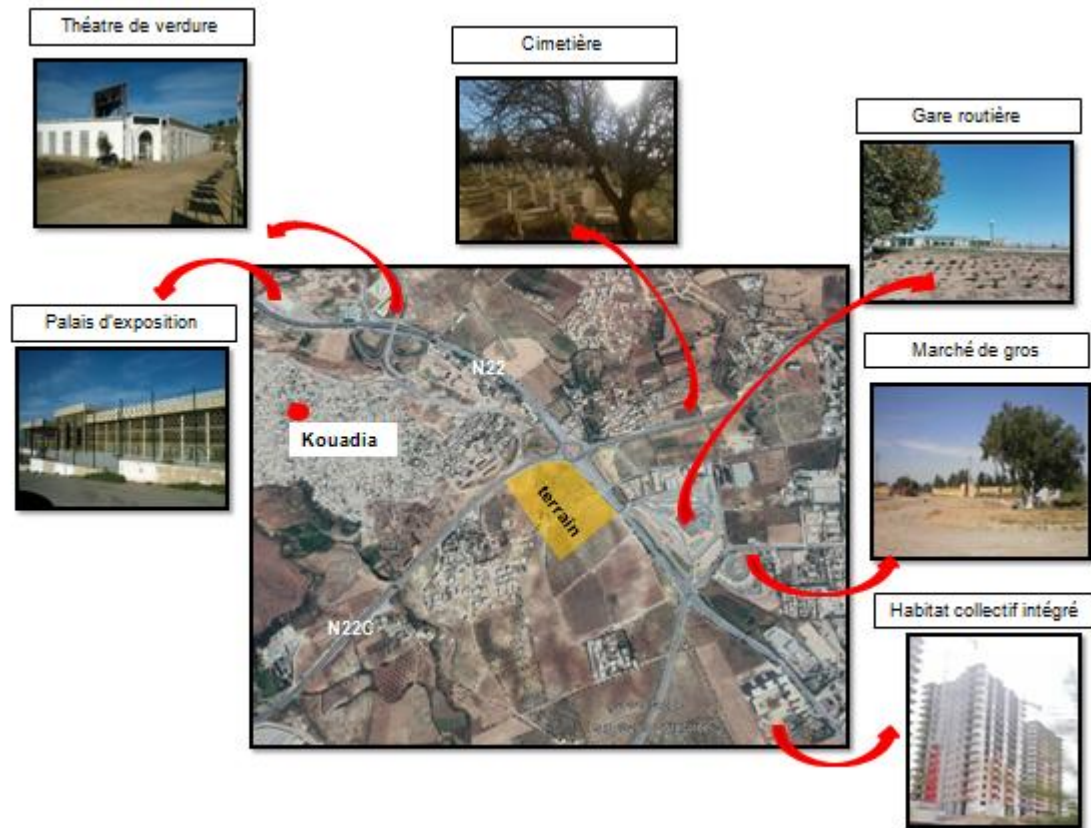 Théatre de verdure
Cimetière
Gare routière
Palais d'exposition
Marché de gros
N22
Kouadia
terrain
N22C
Habitat collectif intégré